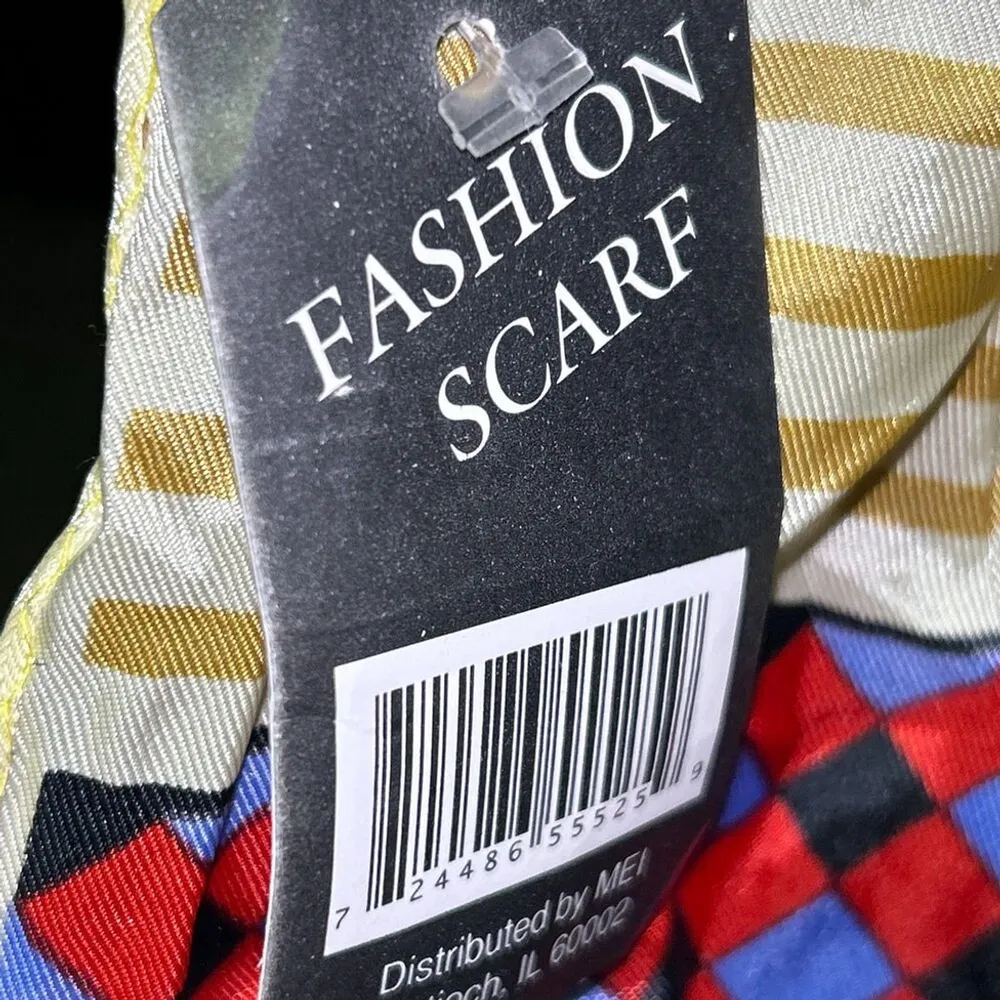 FASHION
SCARF
7 24486 55525 9
Distributed by MEI
IL 60002